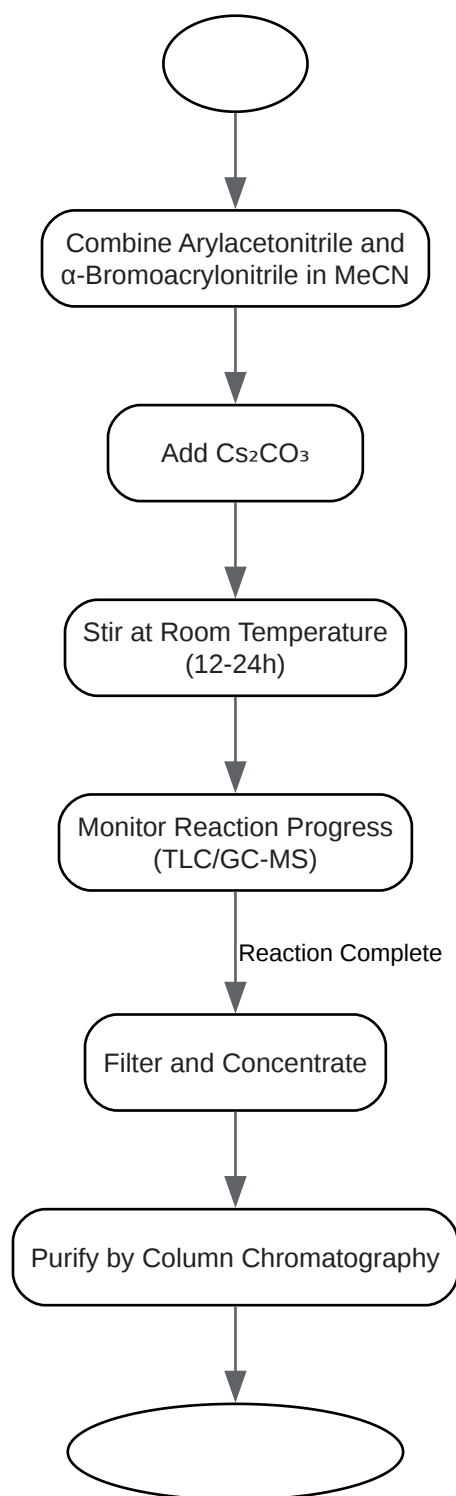 Combine Arylacetonitrile and
α-Bromoacrylonitrile in MeCN
Add Cs₂CO₃
Stir at Room Temperature
(12-24h)
Monitor Reaction Progress
(TLC/GC-MS)
Reaction Complete
Filter and Concentrate
Purify by Column Chromatography